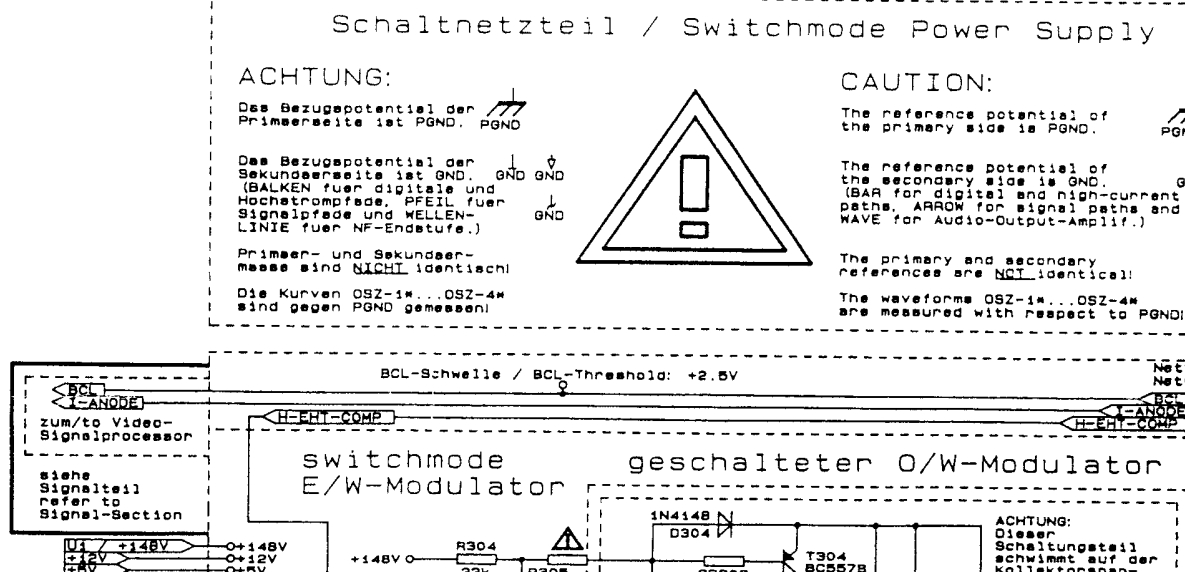 Schaltnetzteil / Switchmode Power Supply
ACHTUNG:
Das Bezugspotential der
Primaerseite ist PGND. PGND
Das Bezugspotential der
Sekundaerseite ist GND. GND GND
(BALKEN fuer digitale und
Hochstrompfade, PFEIL fuer
Signalpfade und WELLEN-
LINIE fuer NF-Endstufe.)
GND
Primaer- und Sekundaer-
masse sind NICHT identisch!
Die Kurven OSZ-1*...OSZ-4*
sind gegen PGND gemessen!
CAUTION:
The reference potential of
the primary side is PGND.
The reference potential of
the secondary side is GND.
(BAR for digital and high-current
paths, ARROW for signal paths and
WAVE for Audio-Output-Amplif.)
The primary and secondary
references are NOT identical!
The waveforms OSZ-1*...OSZ-4*
are measured with respect to PGND!
BCL-Schwelle / BCL-Threshold: +2.5V
BCL
I-ANODE
H-EHT-COMP
BCL
I-ANODE
H-EHT-COMP
zum/to Video-
Signalprocessor
siehe
Signalteil
refer to
Signal-Section
switchmode
E/W-Modulator
geschalteter O/W-Modulator
U1 / +148V
+148V
+12V
+12V
+5V
+5V
+148V
R304
1N4148
D304
T304
BC557B
ACHTUNG:
Dieser
Schaltungsteil
schwimmt auf der